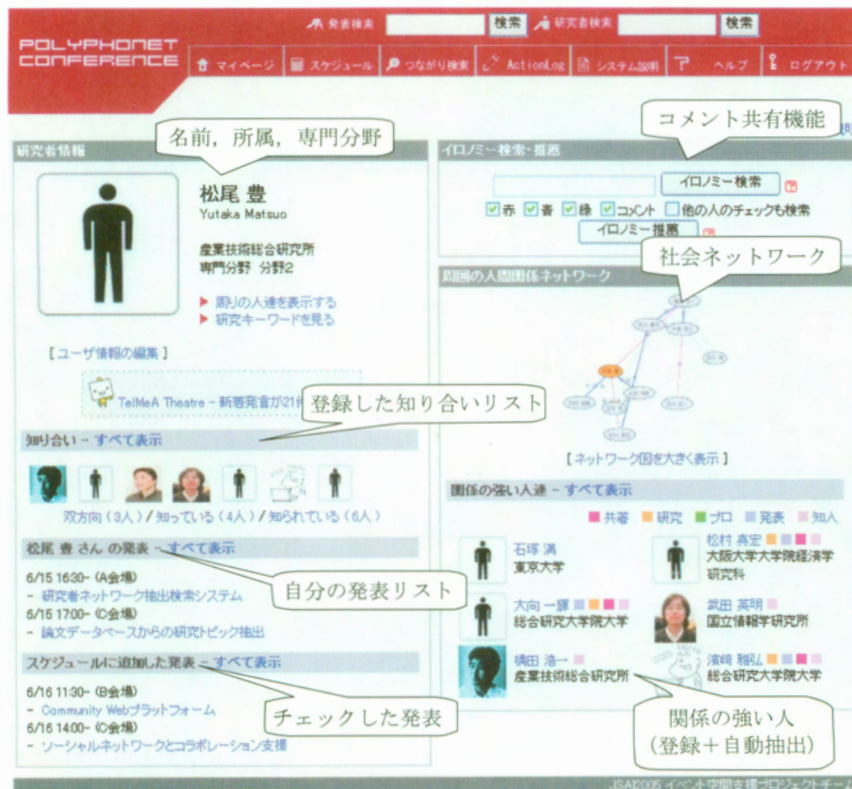 発表検索 検索 研究者検索 検索
POLYPHONET
CONFERENCE
マイページ スケジュール つながり検索 ActionLog システム説明 ヘルプ ログアウト
名前，所属，専門分野
コメント共有機能
研究者情報
松尾 豊
Yutaka Matsuo
産業技術総合研究所
専門分野 分野2
周りの人達を表示する
研究キーワードを見る
[ユーザ情報の編集]
TelMeA Theatre - 新着発言が21
登録した知り合いリスト
知り合い - すべて表示
双方向(3人)/知っている(4人)/知られている(6人)
松尾 豊 さん の発表 - すべて表示
自分の発表リスト
6/15 16:30- (A会場)
- 研究者ネットワーク抽出検索システム
6/15 17:00- (C会場)
- 論文データベースからの研究トピック抽出
スケジュールに追加した発表 - すべて表示
6/16 11:30- (B会場)
- Community Webプラットフォーム
6/16 14:00- (C会場)
- ソーシャルネットワークとコラボレーション支援
チェックした発表
イロノミー検索・推薦
イロノミー検索
赤 青 緑 コメント 他の人のチェックも検索
イロノミー推薦
社会ネットワーク
周囲の人間関係ネットワーク
[ネットワーク図を大きく表示]
関係の強い人達 - すべて表示
共著 研究 プロ 発表 知人
石塚 満
東京大学
松村 真宏
大阪大学大学院経済学
研究科
大向 一輝
総合研究大学院大学
武田 英明
国立情報学研究所
橋田 浩一
産業技術総合研究所
濱崎 雅弘
総合研究大学院大学
関係の強い人
(登録＋自動抽出)
JSAI2005 イベント空間支援プロジェクトチーム